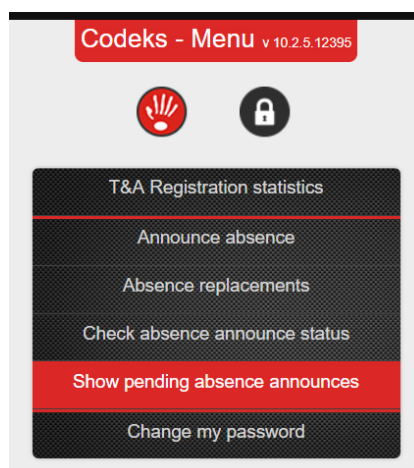 Codeks - Menu v 10.2.5.12395
T&A Registration statistics
Announce absence
Absence replacements
Check absence announce status
Show pending absence announces
Change my password